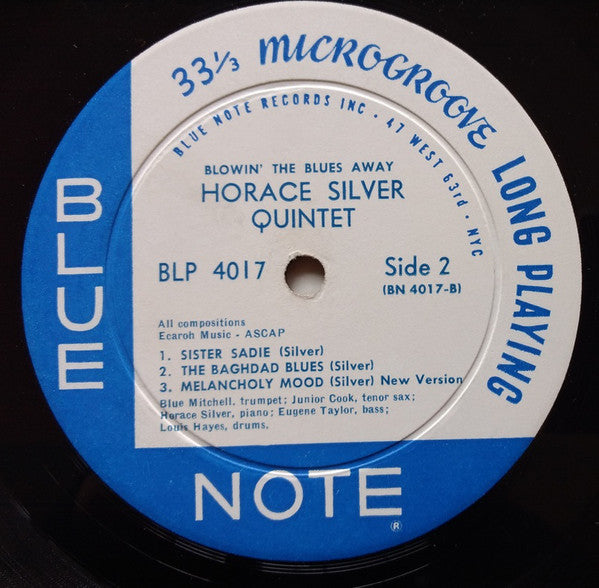 33⅓ MICROGROOVE LONG PLAYING
BLUE NOTE RECORDS INC · 47 WEST 63rd · NYC
BLOWIN' THE BLUES AWAY
HORACE SILVER
QUINTET
BLP 4017
Side 2
(BN 4017-B)
All compositions
Ecaroh Music - ASCAP
1. SISTER SADIE (Silver)
2. THE BAGHDAD BLUES (Silver)
3. MELANCHOLY MOOD (Silver) New Version
Blue Mitchell, trumpet; Junior Cook, tenor sax;
Horace Silver, piano; Eugene Taylor, bass;
Louis Hayes, drums.
BLUE
NOTE
®